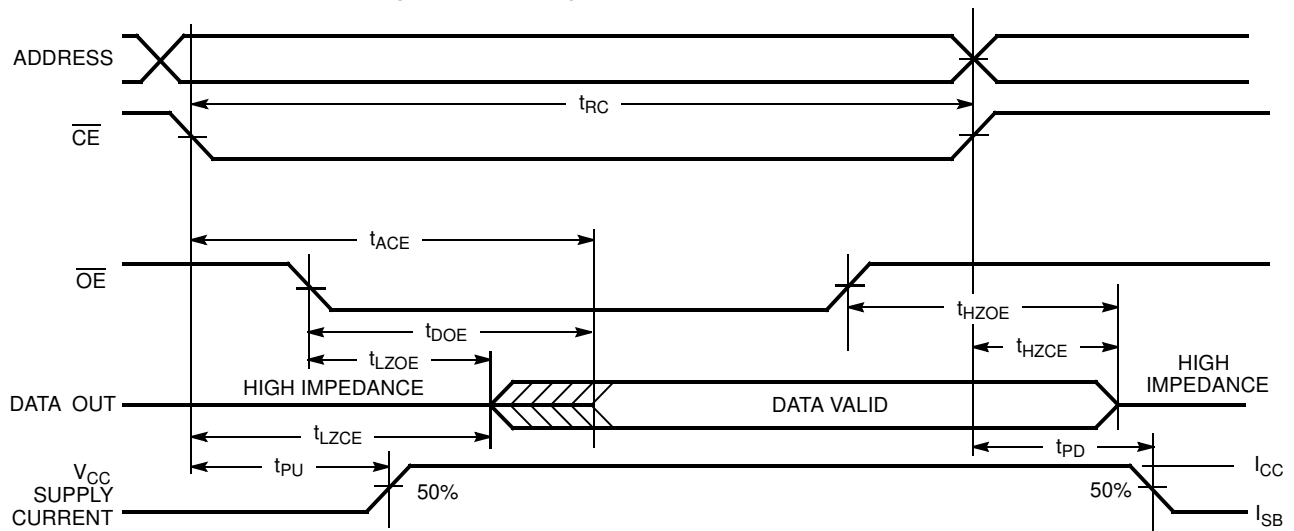 ADDRESS
tRC
CE
tACE
OE
tHZOE
tDOE
tHZCE
tLZOE
HIGH IMPEDANCE
HIGH
IMPEDANCE
DATA OUT
DATA VALID
tLZCE
tPU
tPD
VCC
SUPPLY
CURRENT
50%
50%
ICC
ISB